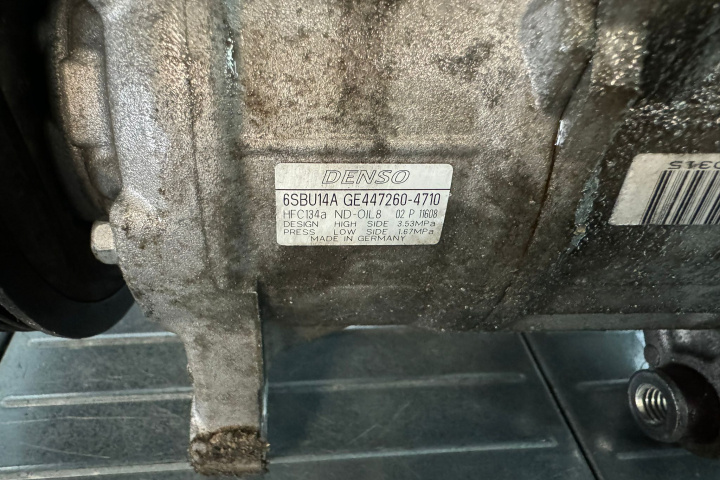 DENSO
6SBU14A GE447260-4710
HFC134a ND-OIL8 02 P 11608
DESIGN HIGH SIDE 3.53MPa
PRESS LOW SIDE 1.67MPa
MADE IN GERMANY